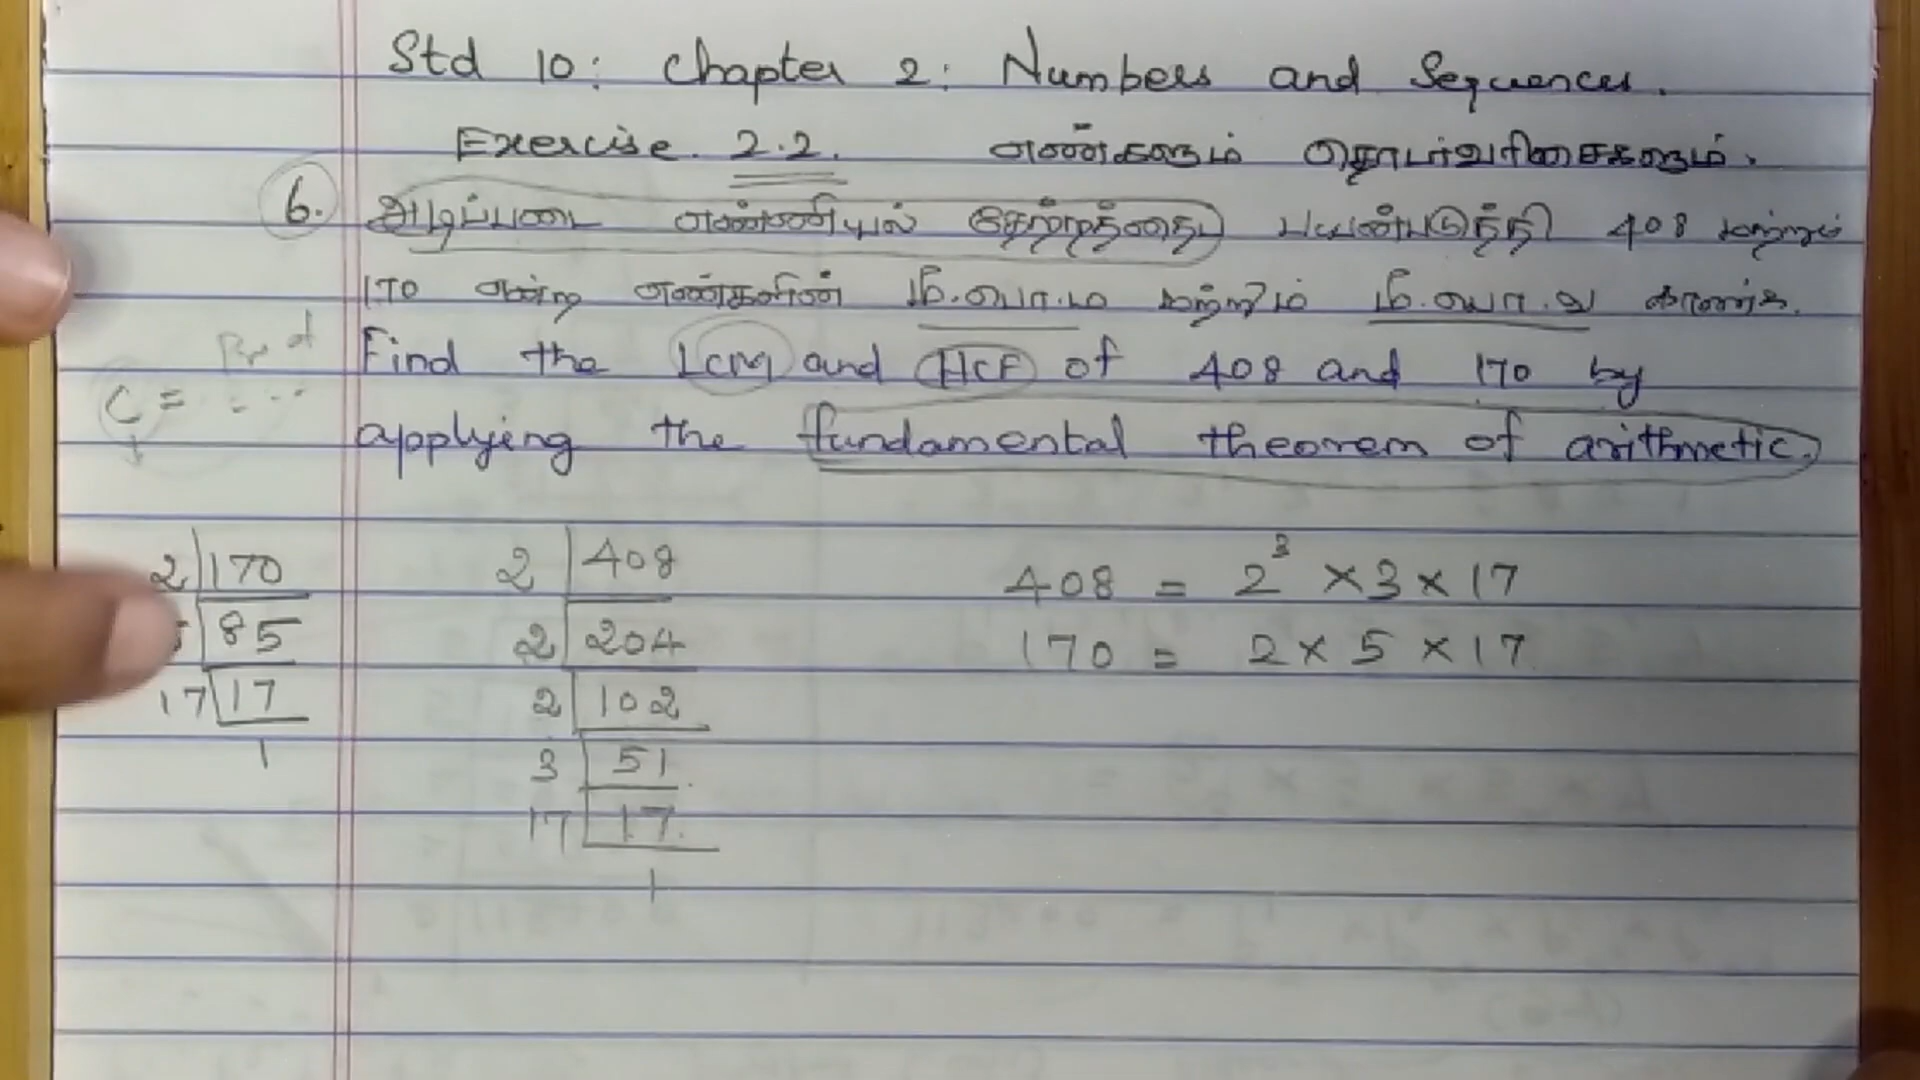 Std 10: Chapter 2: Numbers and Sequences.
Exercise. 2.2. எண்களும் தொடர்வரிசைகளும்.
6. அடிப்படை எண்ணியல் தேற்றத்தைப் பயன்படுத்தி 408 மற்றும்
170 என்ற எண்களின் மீ.பொ.ம மற்றும் மீ.பொ.வ காண்க.
Find the LCM and HCF of 408 and 170 by
C =
applying the fundamental theorem of arithmetic.
2 | 170
85
17 | 17
1
2 | 408
2 | 204
2 | 102
3 | 51
17 | 17
1
408 = 2³ × 3 × 17
170 = 2 × 5 × 17